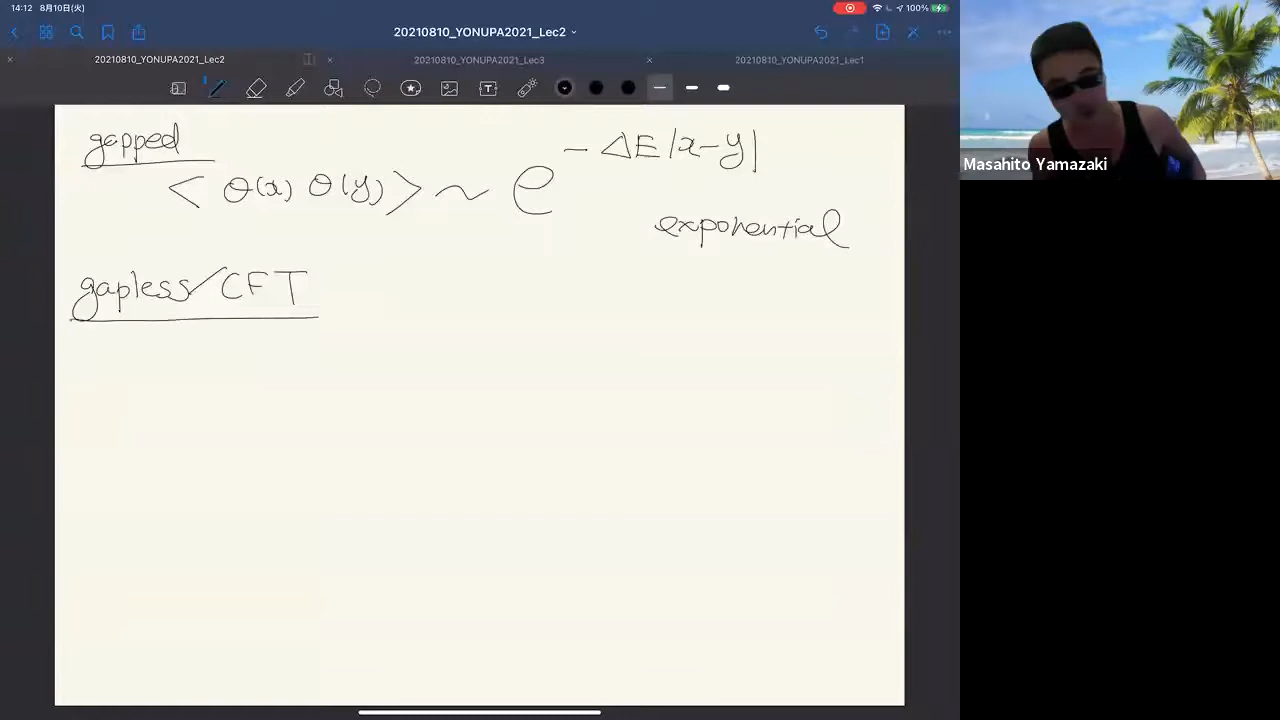 14:12 8月10日(火) 100%
20210810_YONUPA2021_Lec2
20210810_YONUPA2021_Lec2 20210810_YONUPA2021_Lec3 20210810_YONUPA2021_Lec1
Masahito Yamazaki
gapped
< O(x) O(y) > ~ e^{-ΔE|x-y|}
exponential
gapless/CFT